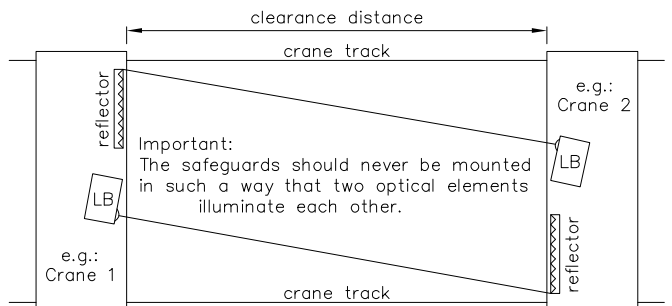 clearance distance
crane track
reflector
e.g.:
Crane 2
Important:
The safeguards should never be mounted
in such a way that two optical elements
illuminate each other.
LB
LB
e.g.:
Crane 1
reflector
crane track